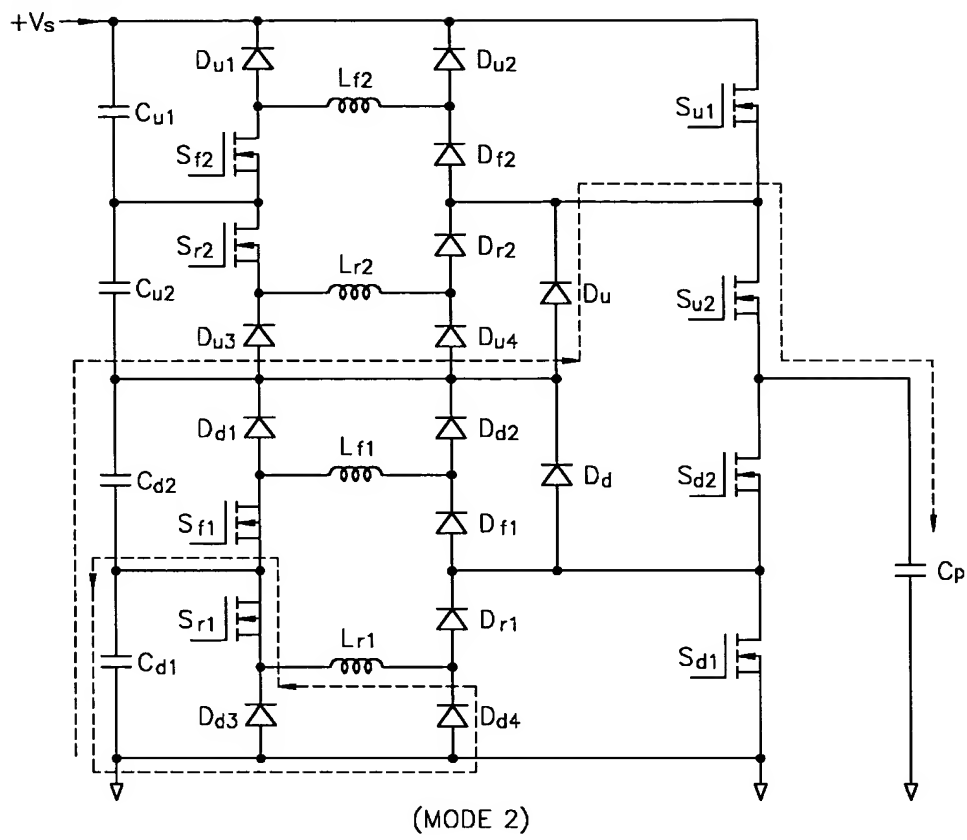 +Vs
Du1
Lf2
Du2
Su1
Cu1
Sf2
Df2
Sr2
Dr2
Lr2
Cu2
Du
Su2
Du3
Du4
Dd1
Dd2
Lf1
Cd2
Dd
Sd2
Sf1
Df1
Cp
Sr1
Dr1
Lr1
Cd1
Sd1
Dd3
Dd4
(MODE 2)